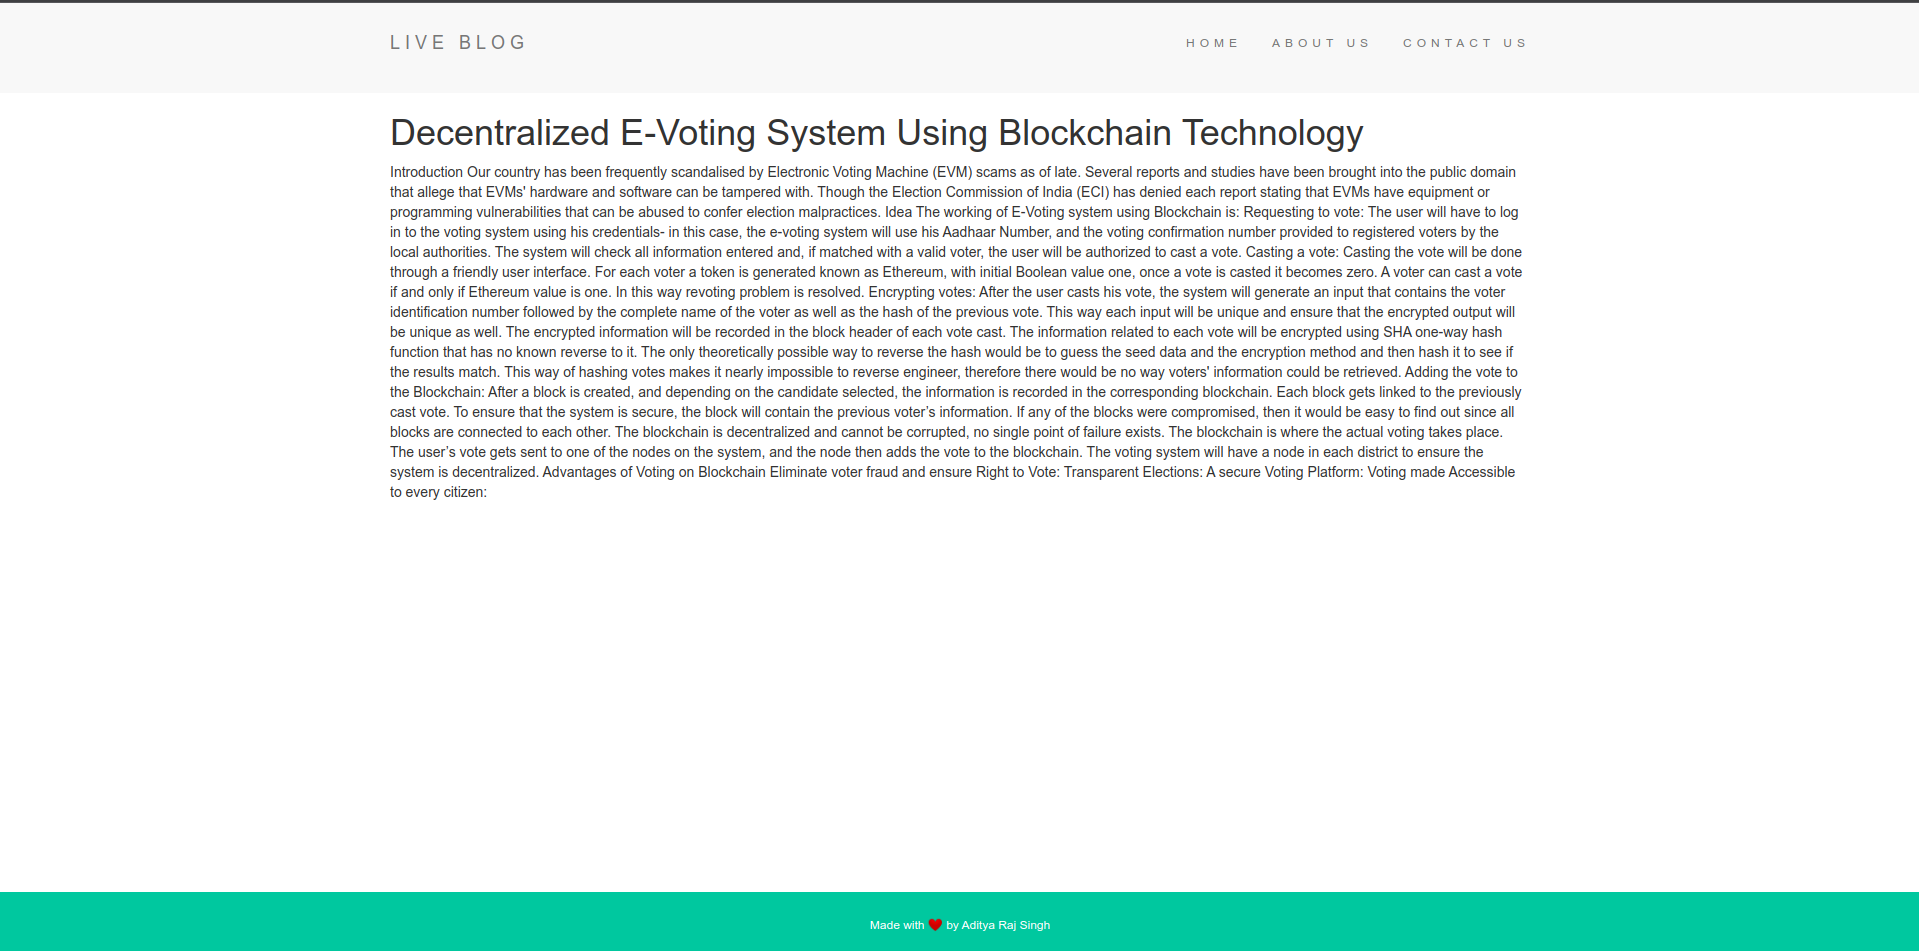 LIVE BLOG
HOME ABOUT US CONTACT US
Decentralized E-Voting System Using Blockchain Technology
Introduction Our country has been frequently scandalised by Electronic Voting Machine (EVM) scams as of late. Several reports and studies have been brought into the public domain
that allege that EVMs' hardware and software can be tampered with. Though the Election Commission of India (ECI) has denied each report stating that EVMs have equipment or
programming vulnerabilities that can be abused to confer election malpractices. Idea The working of E-Voting system using Blockchain is: Requesting to vote: The user will have to log
in to the voting system using his credentials- in this case, the e-voting system will use his Aadhaar Number, and the voting confirmation number provided to registered voters by the
local authorities. The system will check all information entered and, if matched with a valid voter, the user will be authorized to cast a vote. Casting a vote: Casting the vote will be done
through a friendly user interface. For each voter a token is generated known as Ethereum, with initial Boolean value one, once a vote is casted it becomes zero. A voter can cast a vote
if and only if Ethereum value is one. In this way revoting problem is resolved. Encrypting votes: After the user casts his vote, the system will generate an input that contains the voter
identification number followed by the complete name of the voter as well as the hash of the previous vote. This way each input will be unique and ensure that the encrypted output will
be unique as well. The encrypted information will be recorded in the block header of each vote cast. The information related to each vote will be encrypted using SHA one-way hash
function that has no known reverse to it. The only theoretically possible way to reverse the hash would be to guess the seed data and the encryption method and then hash it to see if
the results match. This way of hashing votes makes it nearly impossible to reverse engineer, therefore there would be no way voters' information could be retrieved. Adding the vote to
the Blockchain: After a block is created, and depending on the candidate selected, the information is recorded in the corresponding blockchain. Each block gets linked to the previously
cast vote. To ensure that the system is secure, the block will contain the previous voter’s information. If any of the blocks were compromised, then it would be easy to find out since all
blocks are connected to each other. The blockchain is decentralized and cannot be corrupted, no single point of failure exists. The blockchain is where the actual voting takes place.
The user’s vote gets sent to one of the nodes on the system, and the node then adds the vote to the blockchain. The voting system will have a node in each district to ensure the
system is decentralized. Advantages of Voting on Blockchain Eliminate voter fraud and ensure Right to Vote: Transparent Elections: A secure Voting Platform: Voting made Accessible
to every citizen:
Made with ❤ by Aditya Raj Singh